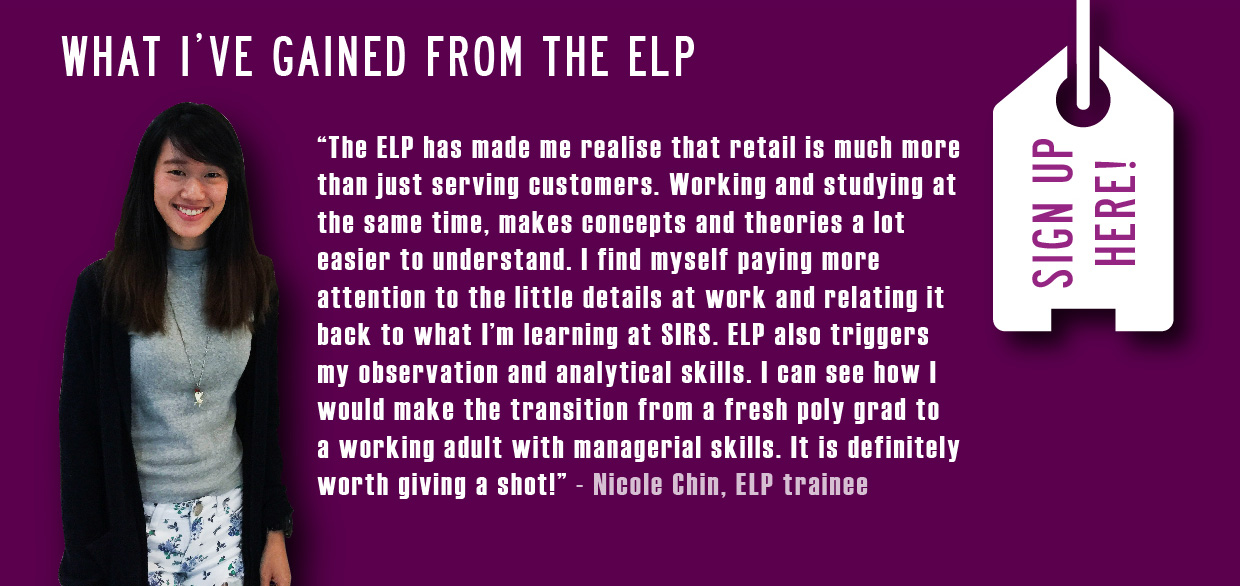 WHAT I'VE GAINED FROM THE ELP
“The ELP has made me realise that retail is much more
than just serving customers. Working and studying at
the same time, makes concepts and theories a lot
easier to understand. I find myself paying more
attention to the little details at work and relating it
back to what I'm learning at SIRS. ELP also triggers
my observation and analytical skills. I can see how I
would make the transition from a fresh poly grad to
a working adult with managerial skills. It is definitely
worth giving a shot!” - Nicole Chin, ELP trainee
SIGN UP
HERE!